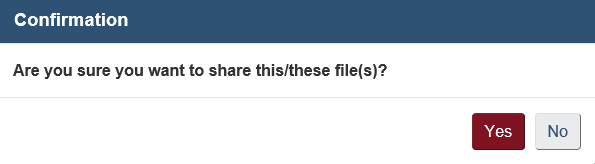 Confirmation
Are you sure you want to share this/these file(s)?
Yes No